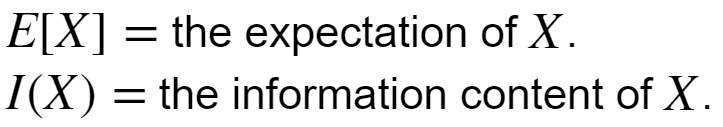 E[X] = the expectation of X.
I(X) = the information content of X.